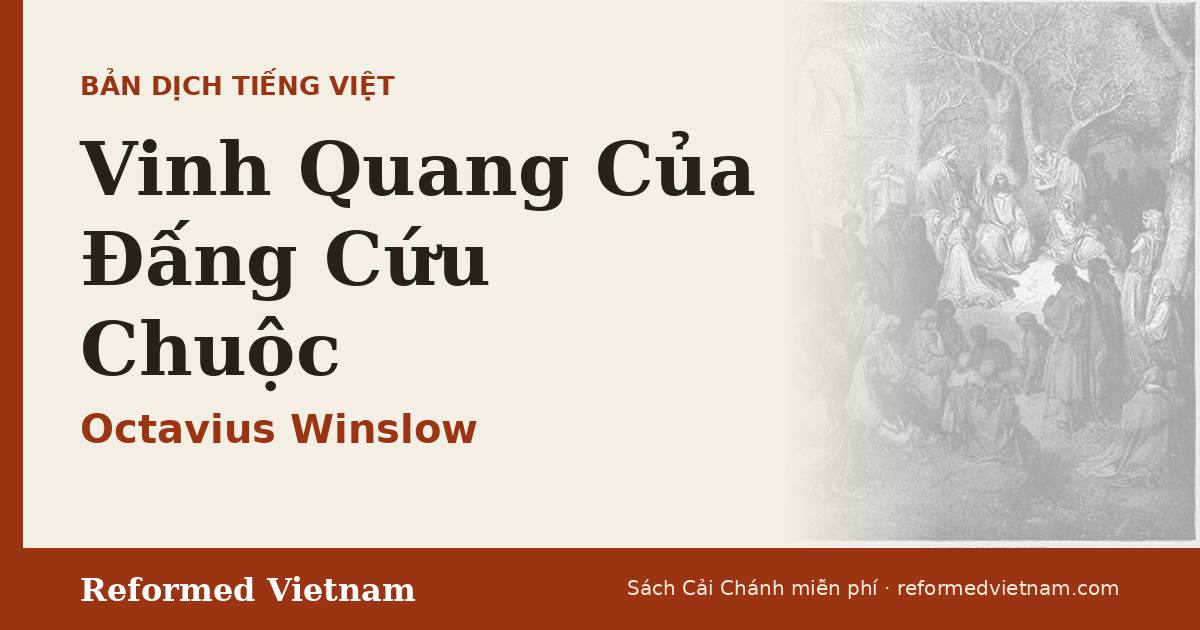 BẢN DỊCH TIẾNG VIỆT
Vinh Quang Của
Đấng Cứu
Chuộc
Octavius Winslow
Reformed Vietnam
Sách Cải Chánh miễn phí · reformedvietnam.com